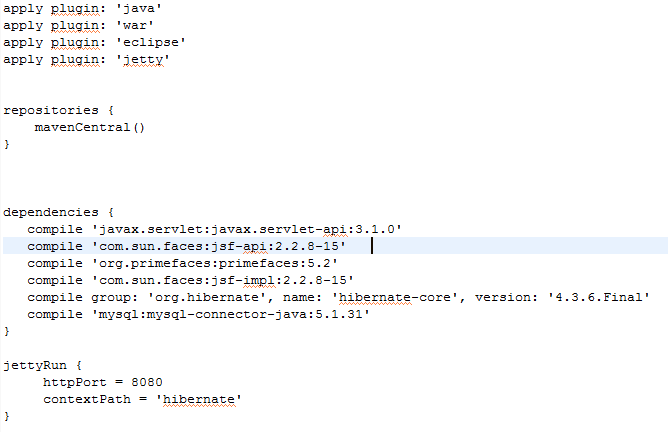 apply plugin: 'java'
apply plugin: 'war'
apply plugin: 'eclipse'
apply plugin: 'jetty'
repositories {
    mavenCentral()
}
dependencies {
   compile 'javax.servlet:javax.servlet-api:3.1.0'
   compile 'com.sun.faces:jsf-api:2.2.8-15'
   compile 'org.primefaces:primefaces:5.2'
   compile 'com.sun.faces:jsf-impl:2.2.8-15'
   compile group: 'org.hibernate', name: 'hibernate-core', version: '4.3.6.Final'
   compile 'mysql:mysql-connector-java:5.1.31'
}
jettyRun {
     httpPort = 8080
     contextPath = 'hibernate'
}